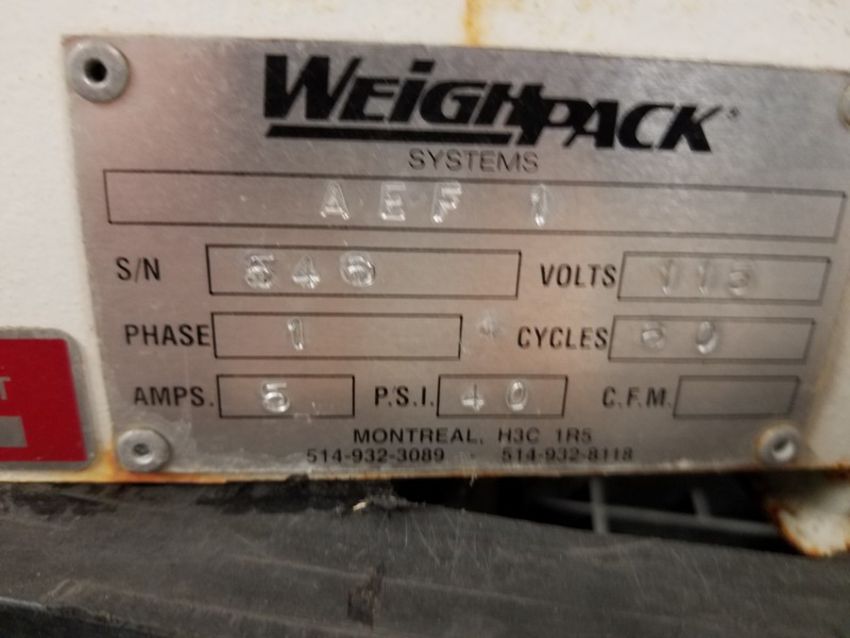 WEIGHPACK®
SYSTEMS
AEF 1
S/N 546 VOLTS 115
PHASE 1 CYCLES 60
AMPS. 5 P.S.I. 40 C.F.M.
MONTREAL, H3C 1R5
514-932-3089 - 514-932-8118
T